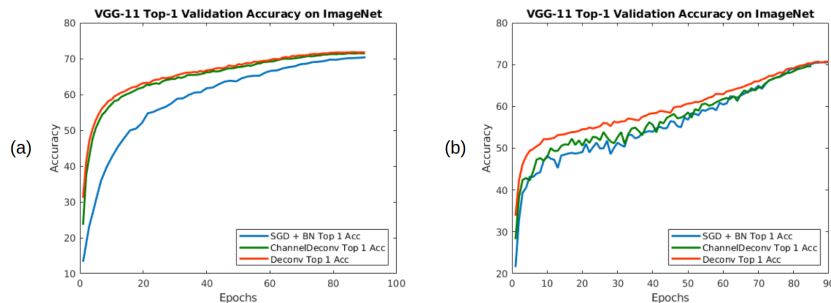 (a)
VGG-11 Top-1 Validation Accuracy on ImageNet
Accuracy
80
70
60
50
40
30
20
10
0 20 40 60 80 100
Epochs
SGD + BN Top 1 Acc
ChannelDeconv Top 1 Acc
Deconv Top 1 Acc
(b)
VGG-11 Top-1 Validation Accuracy on ImageNet
Accuracy
80
70
60
50
40
30
20
0 10 20 30 40 50 60 70 80 90
Epochs
SGD + BN Top 1 Acc
ChannelDeconv Top 1 Acc
Deconv Top 1 Acc